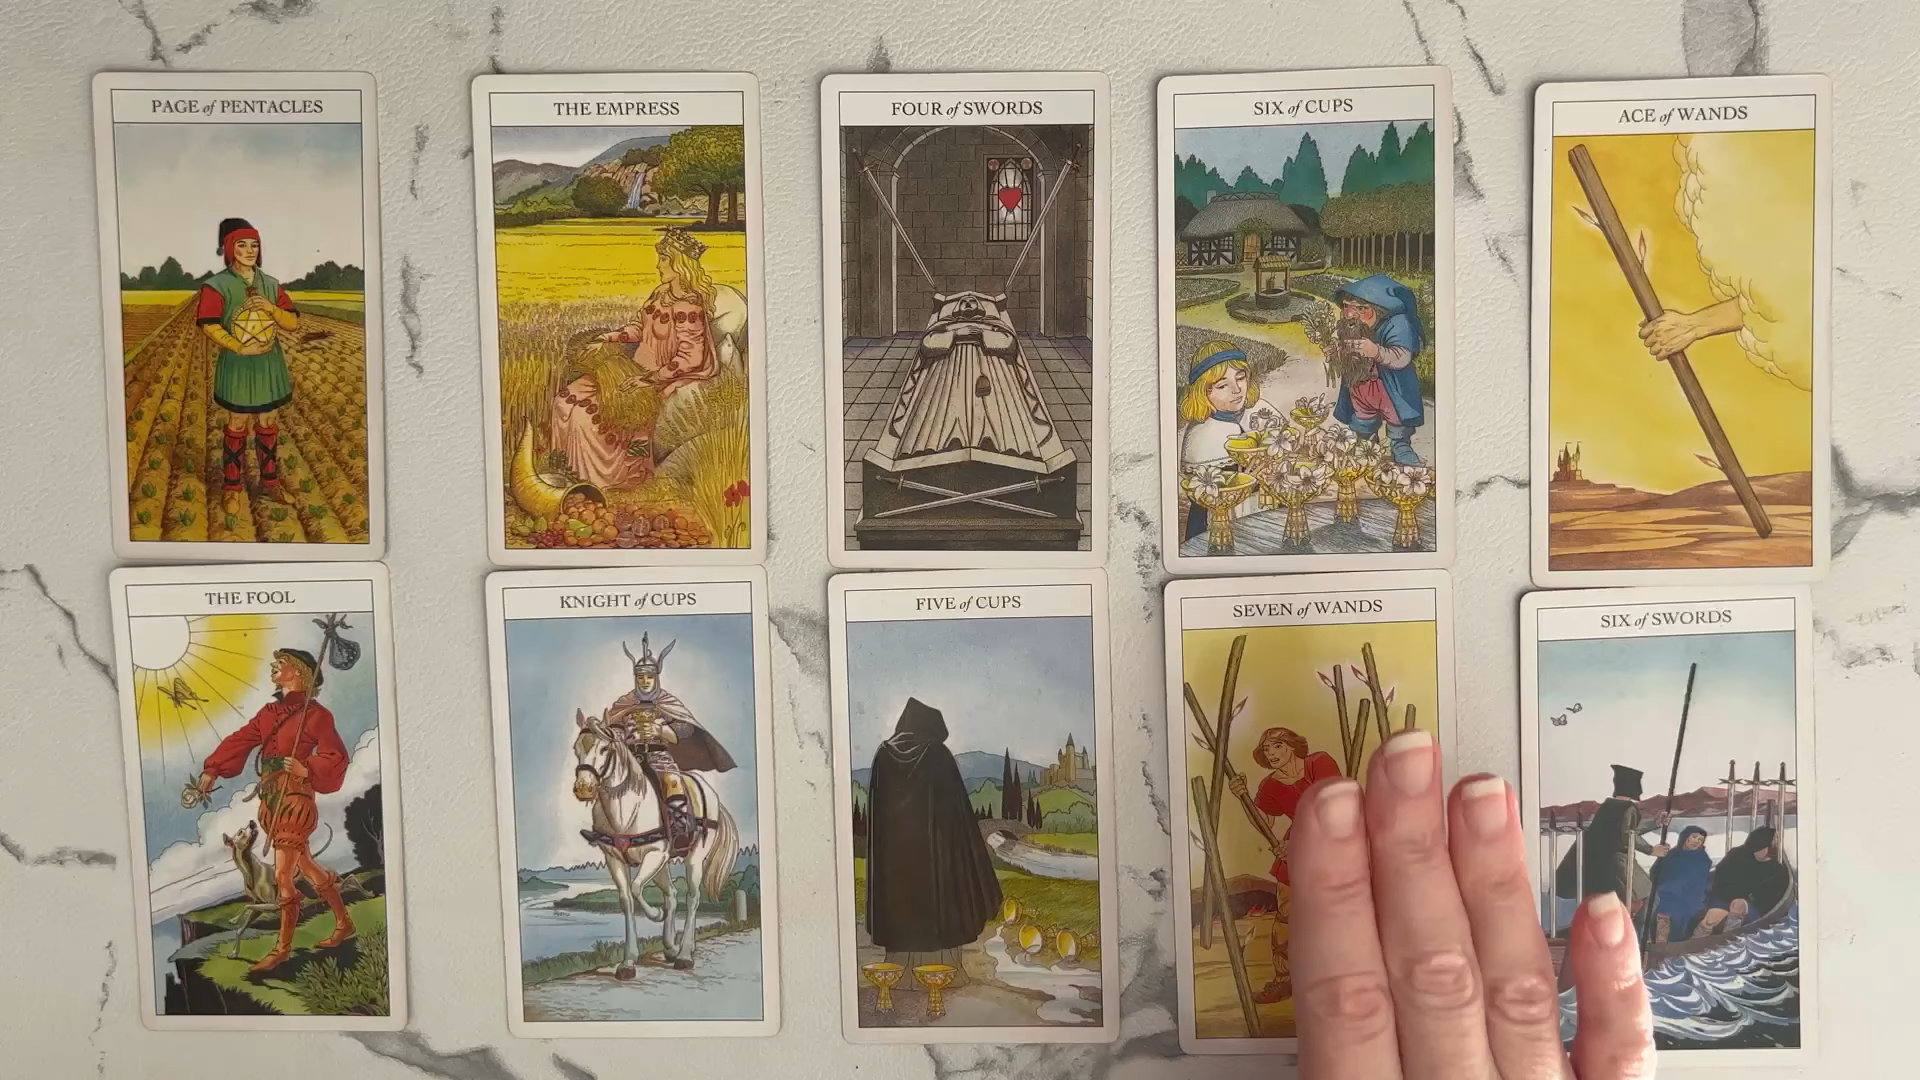 PAGE of PENTACLES
THE EMPRESS
FOUR of SWORDS
SIX of CUPS
ACE of WANDS
THE FOOL
KNIGHT of CUPS
FIVE of CUPS
SEVEN of WANDS
SIX of SWORDS